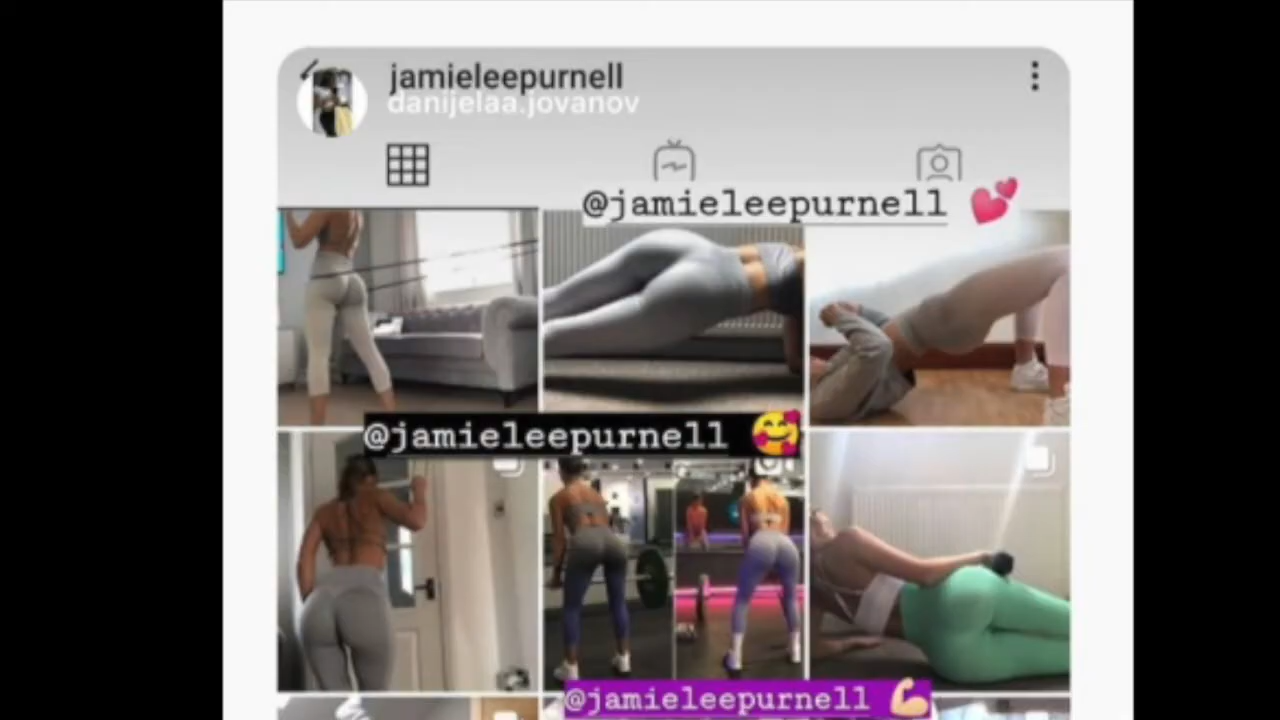 jamieleepurnell
danijelaa.jovanov
@jamieleepurnell 💕
@jamieleepurnell 🥰
@jamieleepurnell 💪🏼